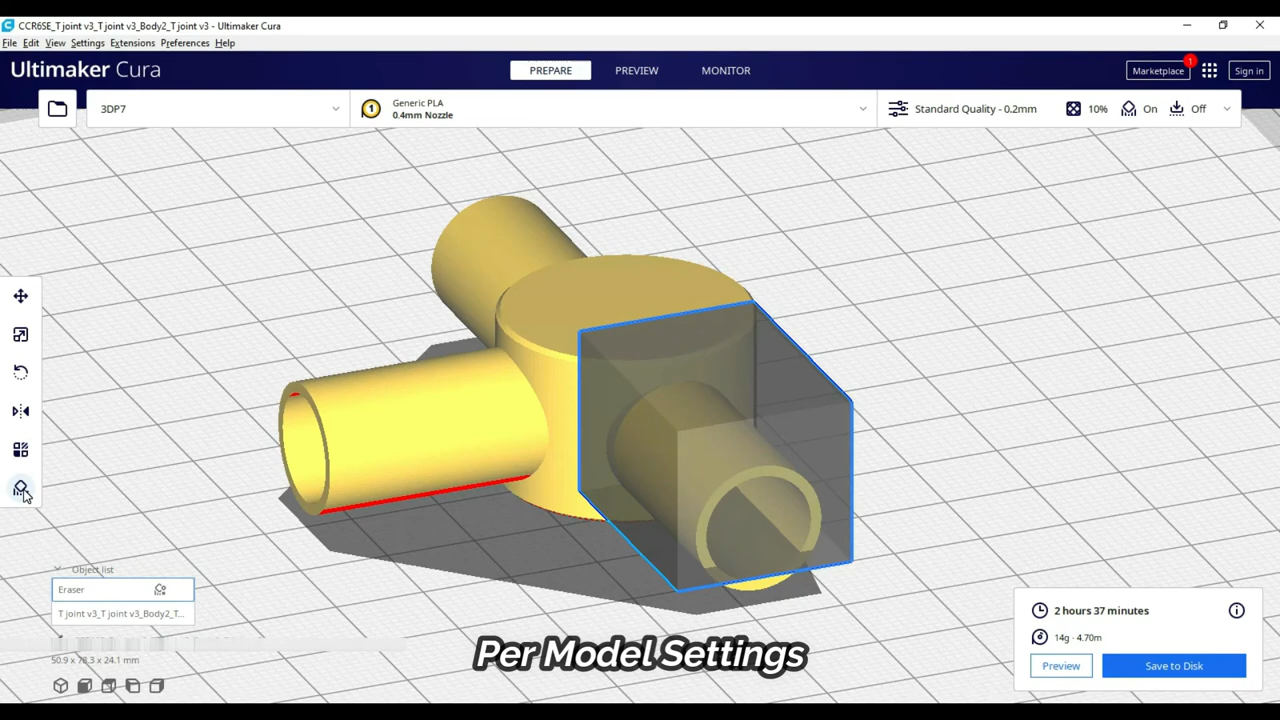 CCR6SE_T joint v3_T joint v3_Body2_T joint v3 - Ultimaker Cura
File Edit View Settings Extensions Preferences Help
Ultimaker Cura
PREPARE
PREVIEW
MONITOR
Marketplace
1
Sign in
3DP7
1
Generic PLA
0.4mm Nozzle
Standard Quality - 0.2mm
10%
On
Off
Object list
Eraser
T joint v3_T joint v3_Body2_T...
50.9 x 78.3 x 24.1 mm
Per Model Settings
2 hours 37 minutes
14g · 4.70m
Preview
Save to Disk